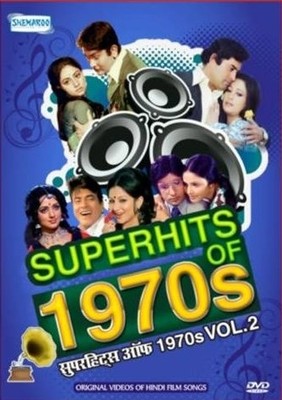 SHEMAROO
SUPERHITS
OF
1970s
सुपरहिट्स ऑफ 1970s VOL.2
ORIGINAL VIDEOS OF HINDI FILM SONGS
DVD